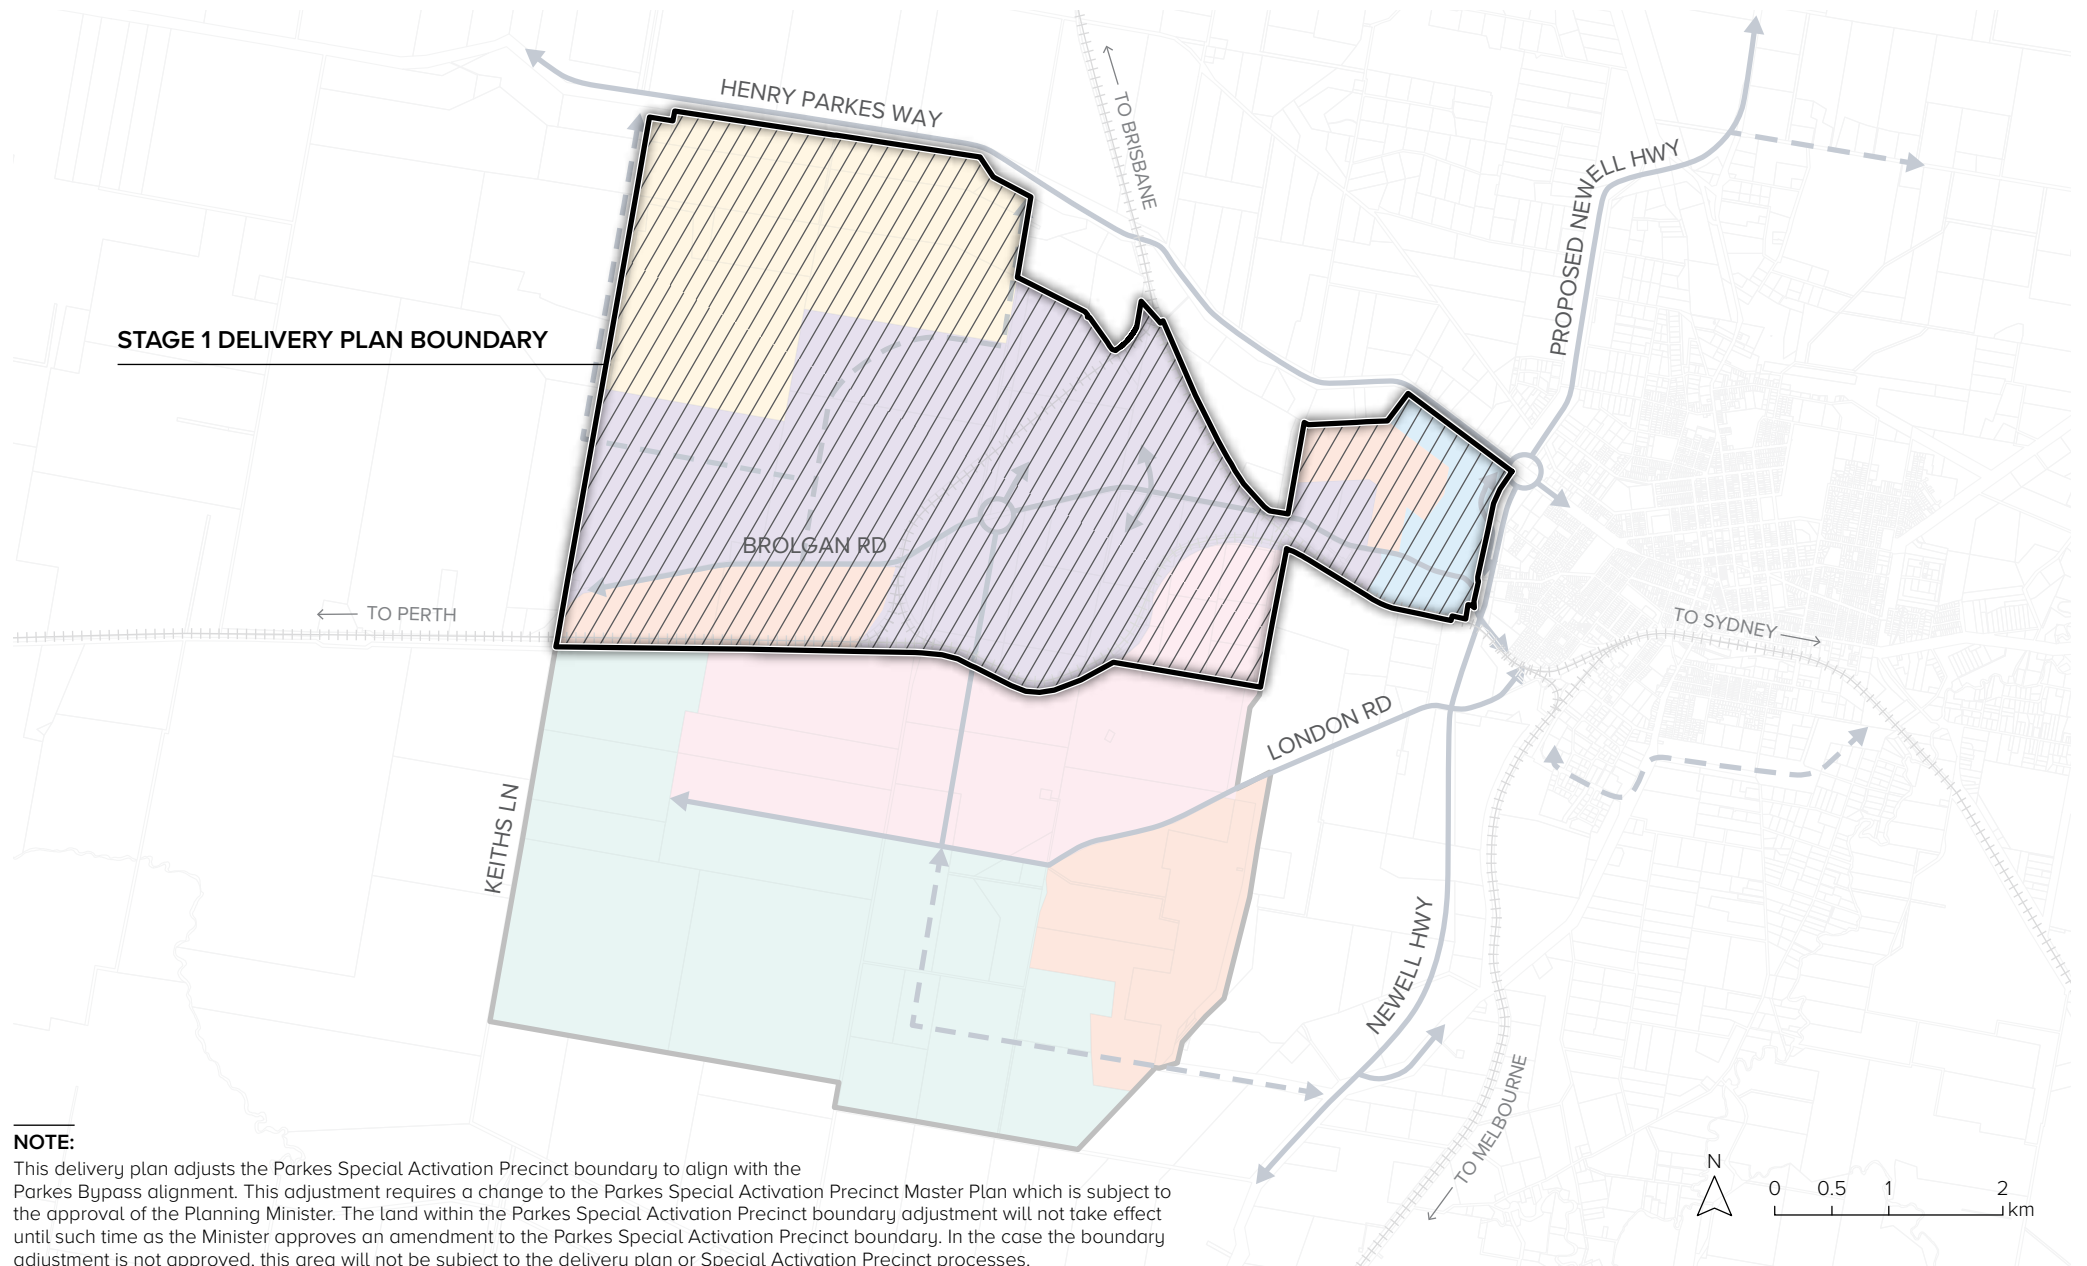 HENRY PARKES WAY
TO BRISBANE
PROPOSED NEWELL HWY
STAGE 1 DELIVERY PLAN BOUNDARY
BROLGAN RD
TO PERTH
TO SYDNEY
LONDON RD
KEITHS LN
NEWELL HWY
TO MELBOURNE
NOTE:
This delivery plan adjusts the Parkes Special Activation Precinct boundary to align with the
Parkes Bypass alignment. This adjustment requires a change to the Parkes Special Activation Precinct Master Plan which is subject to
the approval of the Planning Minister. The land within the Parkes Special Activation Precinct boundary adjustment will not take effect
until such time as the Minister approves an amendment to the Parkes Special Activation Precinct boundary. In the case the boundary
adjustment is not approved, this area will not be subject to the delivery plan or Special Activation Precinct processes.
N
0 0.5 1 2
km